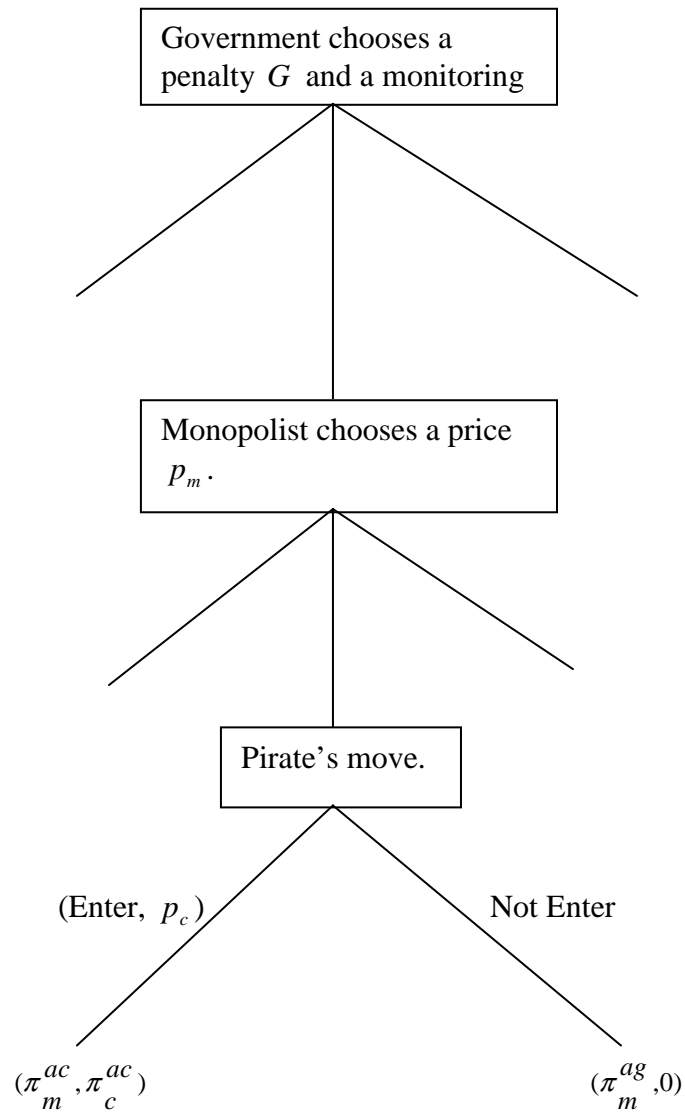 Government chooses a
penalty G and a monitoring
Monopolist chooses a price
p_m.
Pirate's move.
(Enter, p_c)
Not Enter
(π_m^{ac}, π_c^{ac})
(π_m^{ag},0)